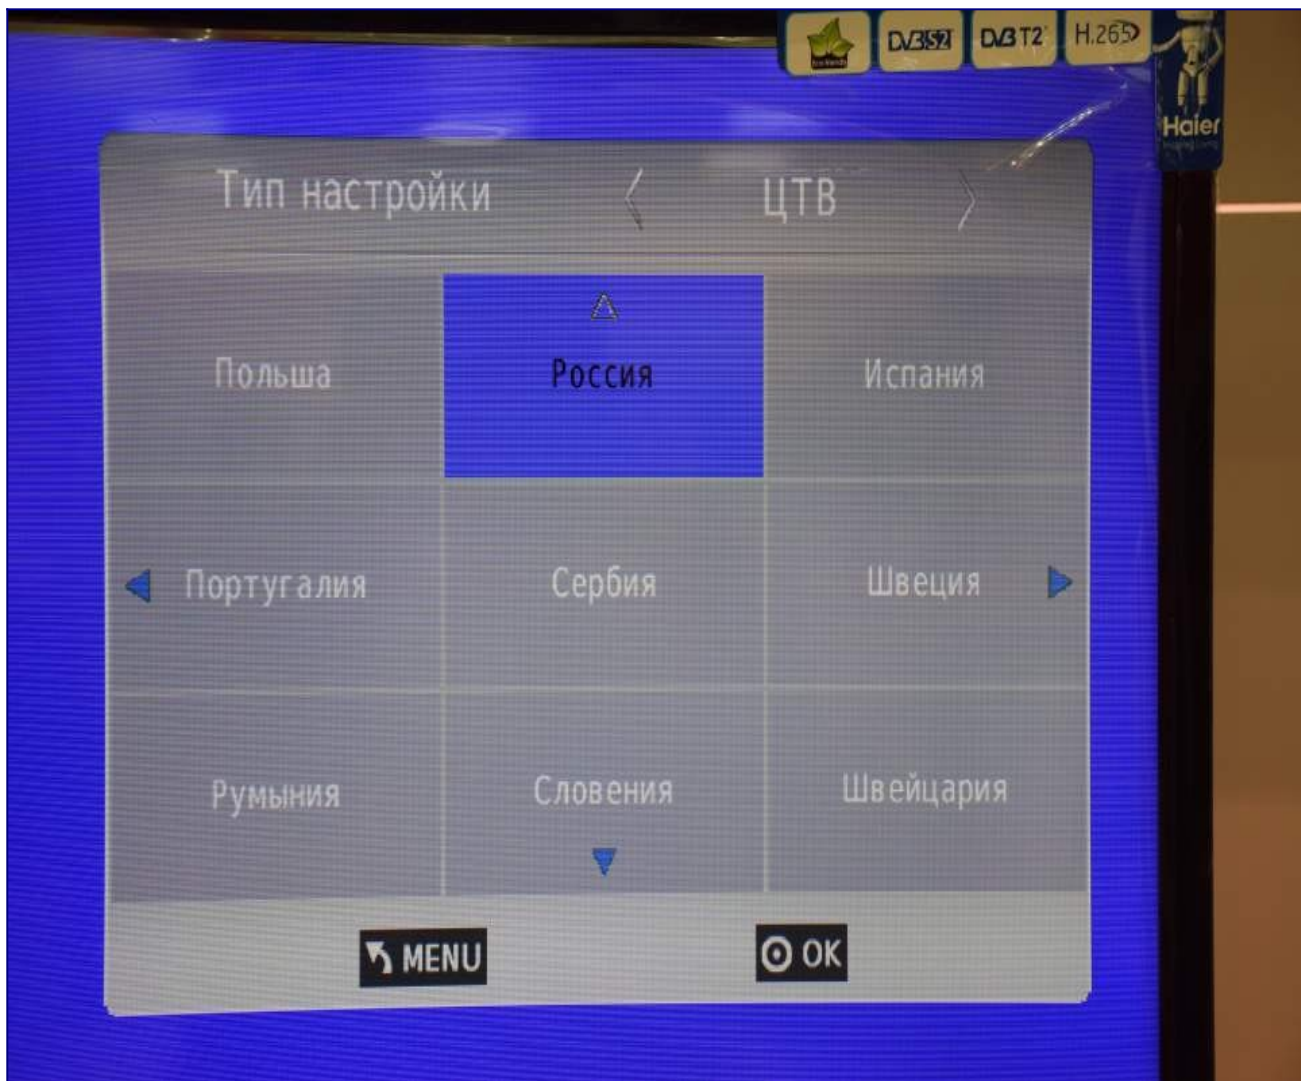 DVB S2 DVB T2 H.265
Haier
Тип настройки ЦТВ
Польша Россия Испания
Португалия Сербия Швеция
Румыния Словения Швейцария
MENU OK